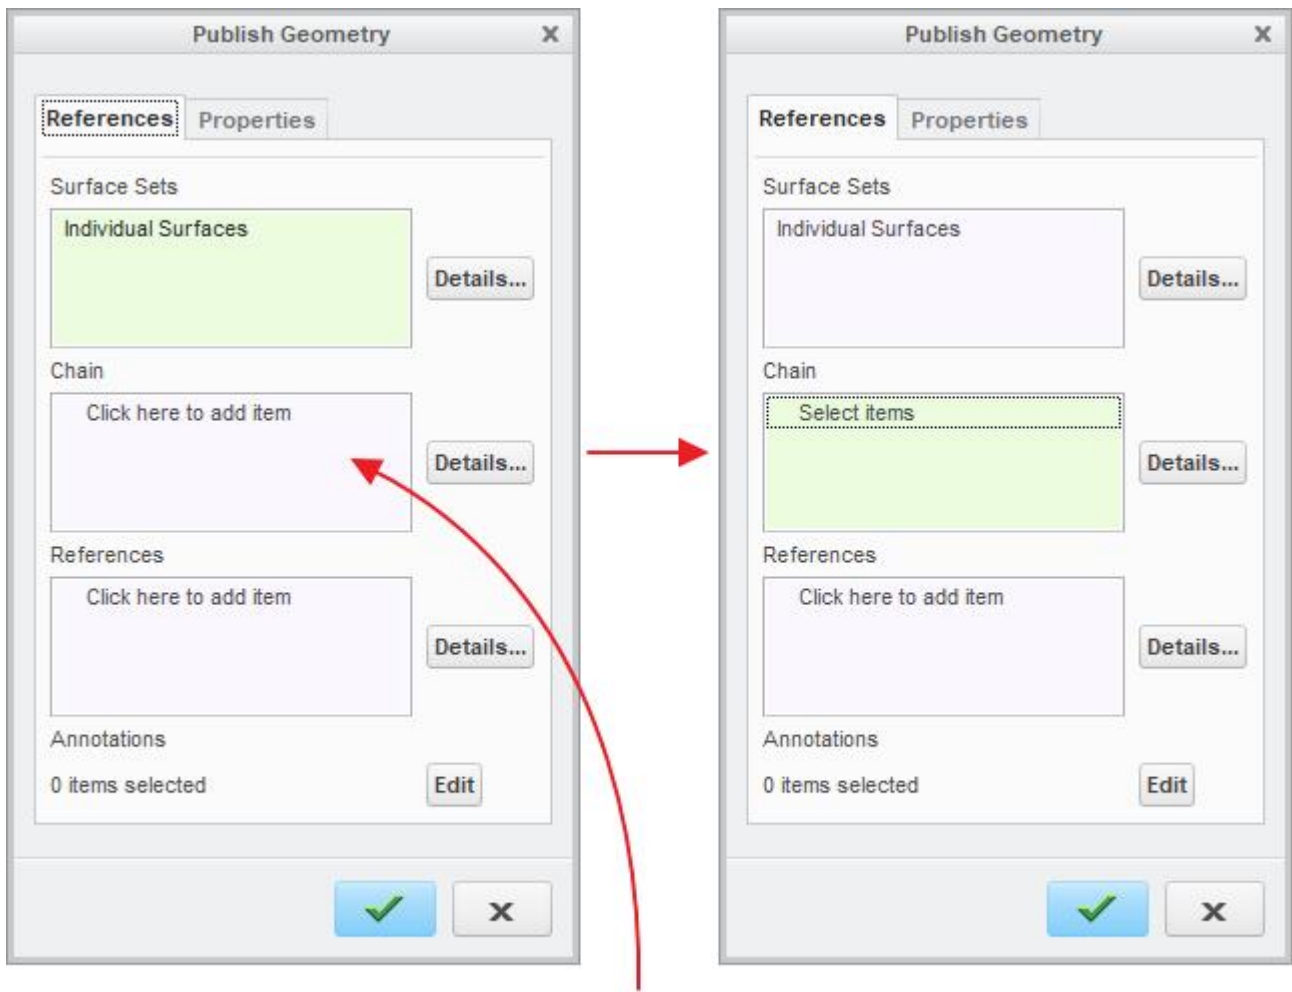 Publish Geometry x
References Properties
Surface Sets
Individual Surfaces
Details...
Chain
Click here to add item
Details...
References
Click here to add item
Details...
Annotations
0 items selected Edit
x
Publish Geometry x
References Properties
Surface Sets
Individual Surfaces
Details...
Chain
Select items
Details...
References
Click here to add item
Details...
Annotations
0 items selected Edit
x